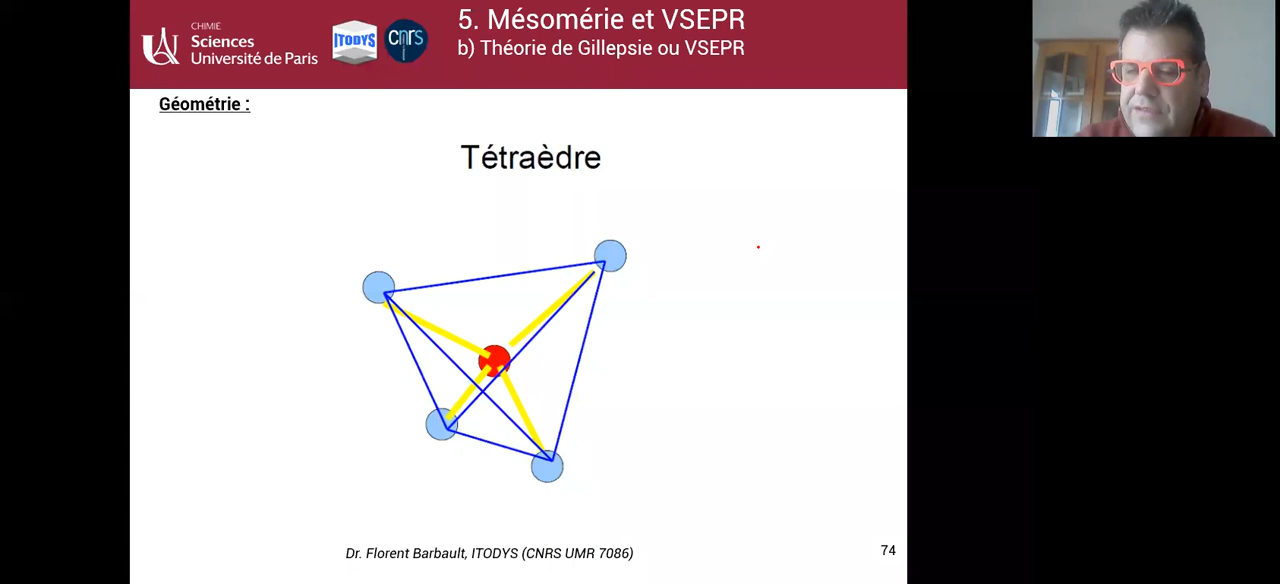 CHIMIE
Sciences
Université de Paris
ITODYS
cnrs
5. Mésomérie et VSEPR
b) Théorie de Gillepsie ou VSEPR
Géométrie :
Tétraèdre
Dr. Florent Barbault, ITODYS (CNRS UMR 7086)
74